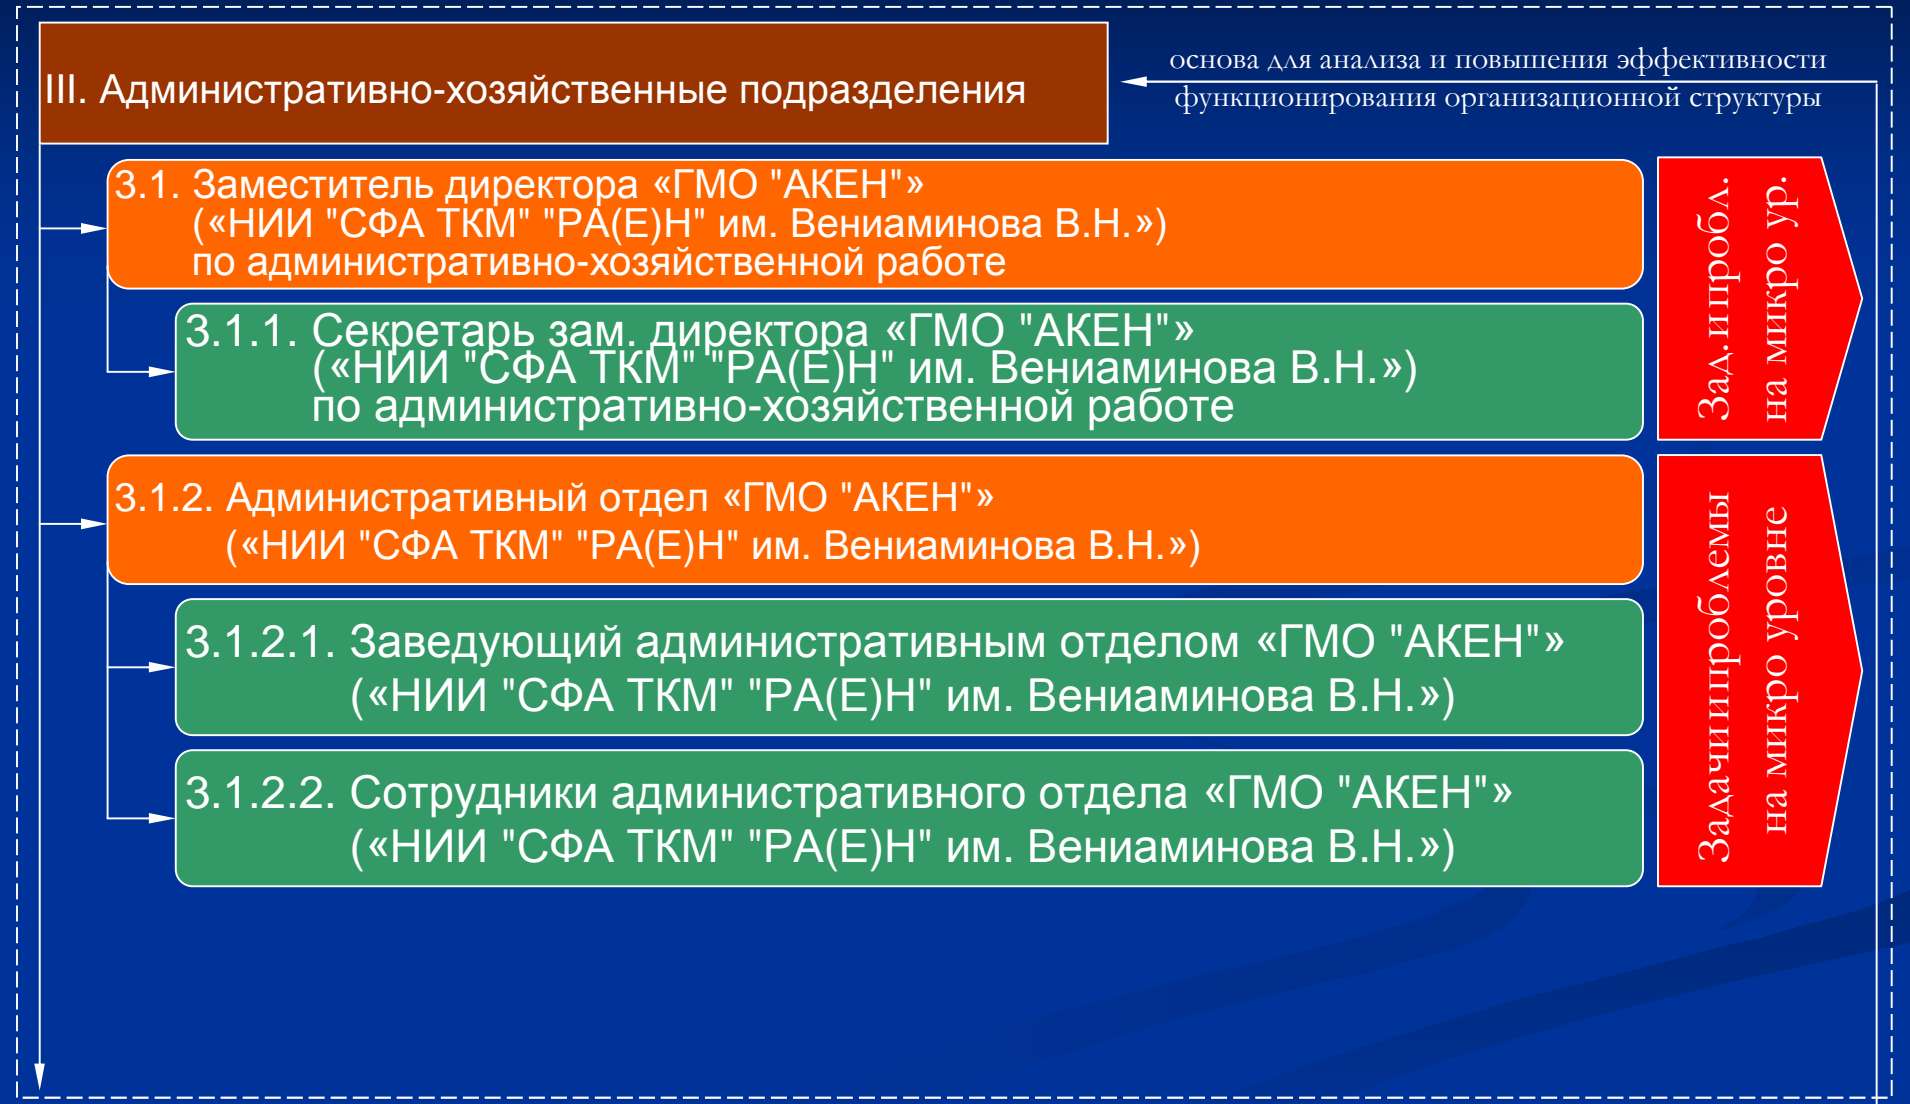 III. Административно-хозяйственные подразделения
основа для анализа и повышения эффективности
функционирования организационной структуры
3.1. Заместитель директора «ГМО "АКЕН"»
(«НИИ "СФА ТКМ" "РА(Е)Н" им. Вениаминова В.Н.»)
по административно-хозяйственной работе
3.1.1. Секретарь зам. директора «ГМО "АКЕН"»
(«НИИ "СФА ТКМ" "РА(Е)Н" им. Вениаминова В.Н.»)
по административно-хозяйственной работе
Зад. и пробл.
на микро ур.
3.1.2. Административный отдел «ГМО "АКЕН"»
(«НИИ "СФА ТКМ" "РА(Е)Н" им. Вениаминова В.Н.»)
3.1.2.1. Заведующий административным отделом «ГМО "АКЕН"»
(«НИИ "СФА ТКМ" "РА(Е)Н" им. Вениаминова В.Н.»)
3.1.2.2. Сотрудники административного отдела «ГМО "АКЕН"»
(«НИИ "СФА ТКМ" "РА(Е)Н" им. Вениаминова В.Н.»)
Задачи и проблемы
на микро уровне